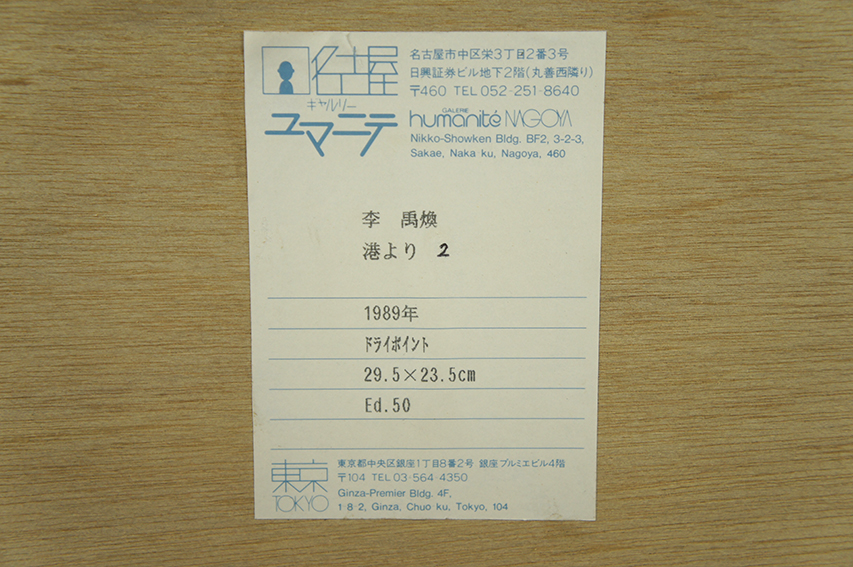 名古屋
名古屋市中区栄3丁目2番3号
日興証券ビル地下2階(丸善西隣り)
〒460 TEL 052-251-8640
ギャルリー
ユマニテ
GALERIE
humanité NAGOYA
Nikko-Showken Bldg. BF2, 3-2-3,
Sakae, Naka ku, Nagoya, 460
李 禹煥
港より 2
1989年
ドライポイント
29.5×23.5cm
Ed.50
東京
TOKYO
東京都中央区銀座1丁目8番2号 銀座プルミエビル4階
〒104 TEL 03-564-4350
Ginza-Premier Bldg. 4F,
1-8-2, Ginza, Chuo ku, Tokyo, 104